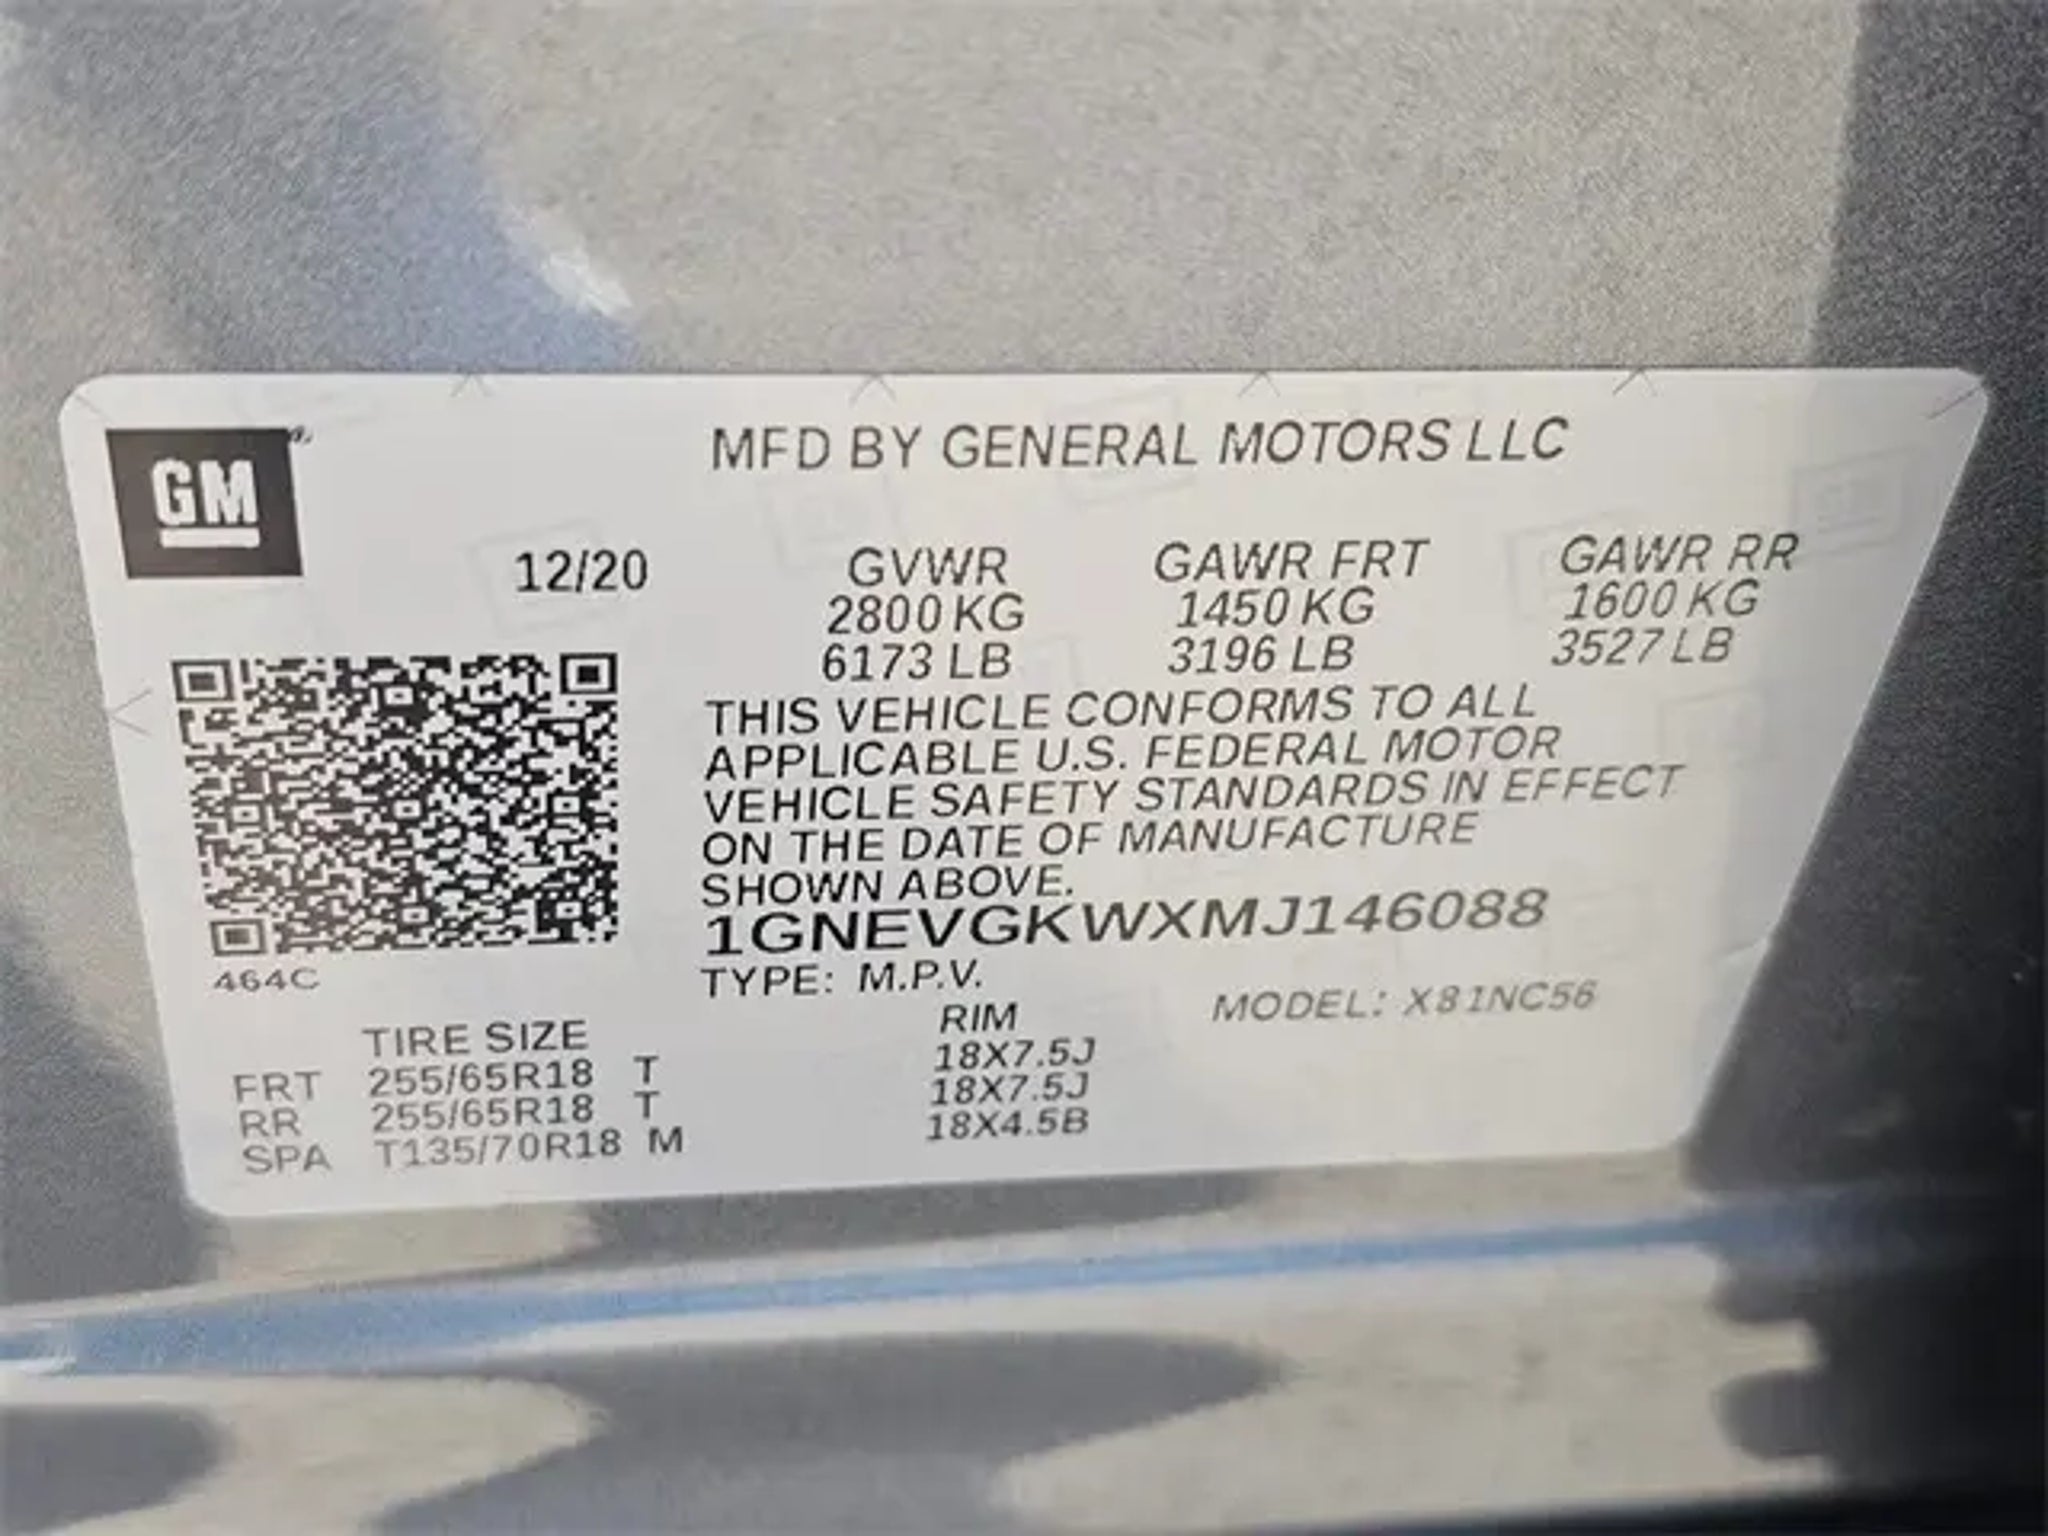 GM
MFD BY GENERAL MOTORS LLC
12/20
GVWR GAWR FRT GAWR RR
2800 KG 1450 KG 1600 KG
6173 LB 3196 LB 3527 LB
THIS VEHICLE CONFORMS TO ALL
APPLICABLE U.S. FEDERAL MOTOR
VEHICLE SAFETY STANDARDS IN EFFECT
ON THE DATE OF MANUFACTURE
SHOWN ABOVE.
1GNEVGKWXMJ146088
464C
TYPE: M.P.V. MODEL: X81NC56
TIRE SIZE RIM
FRT 255/65R18 T 18X7.5J
RR 255/65R18 T 18X7.5J
SPA T135/70R18 M 18X4.5B